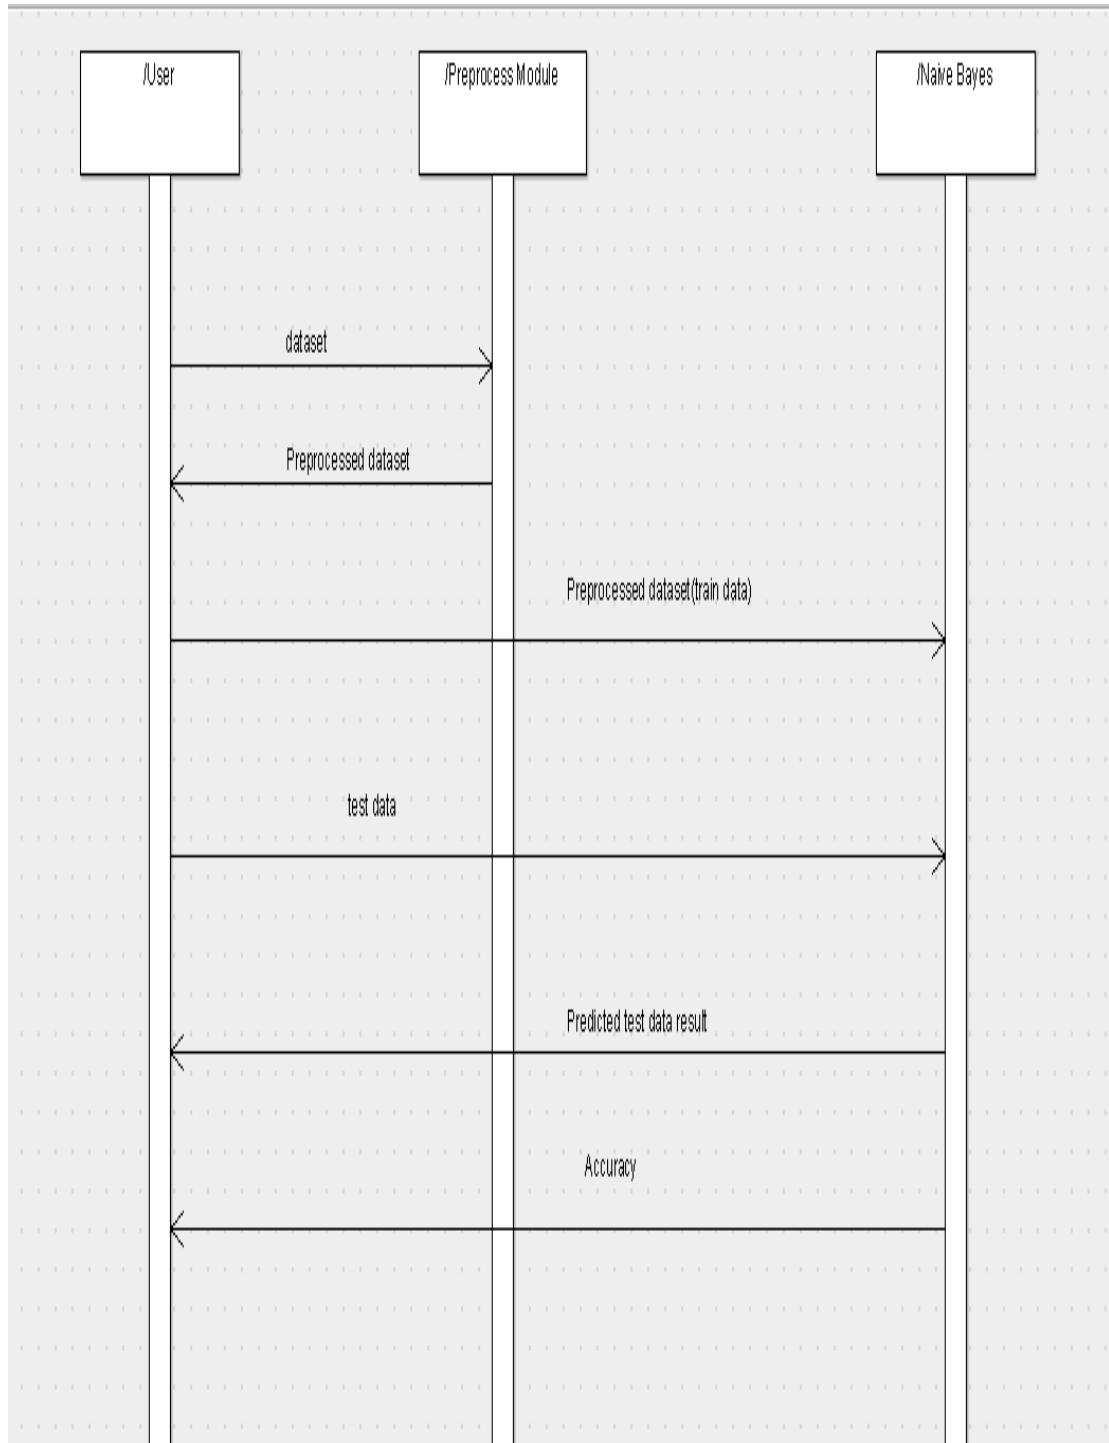 /User
/Preprocess Module
/Naive Bayes
dataset
Preprocessed dataset
Preprocessed dataset(train data)
test data
Predicted test data result
Accuracy